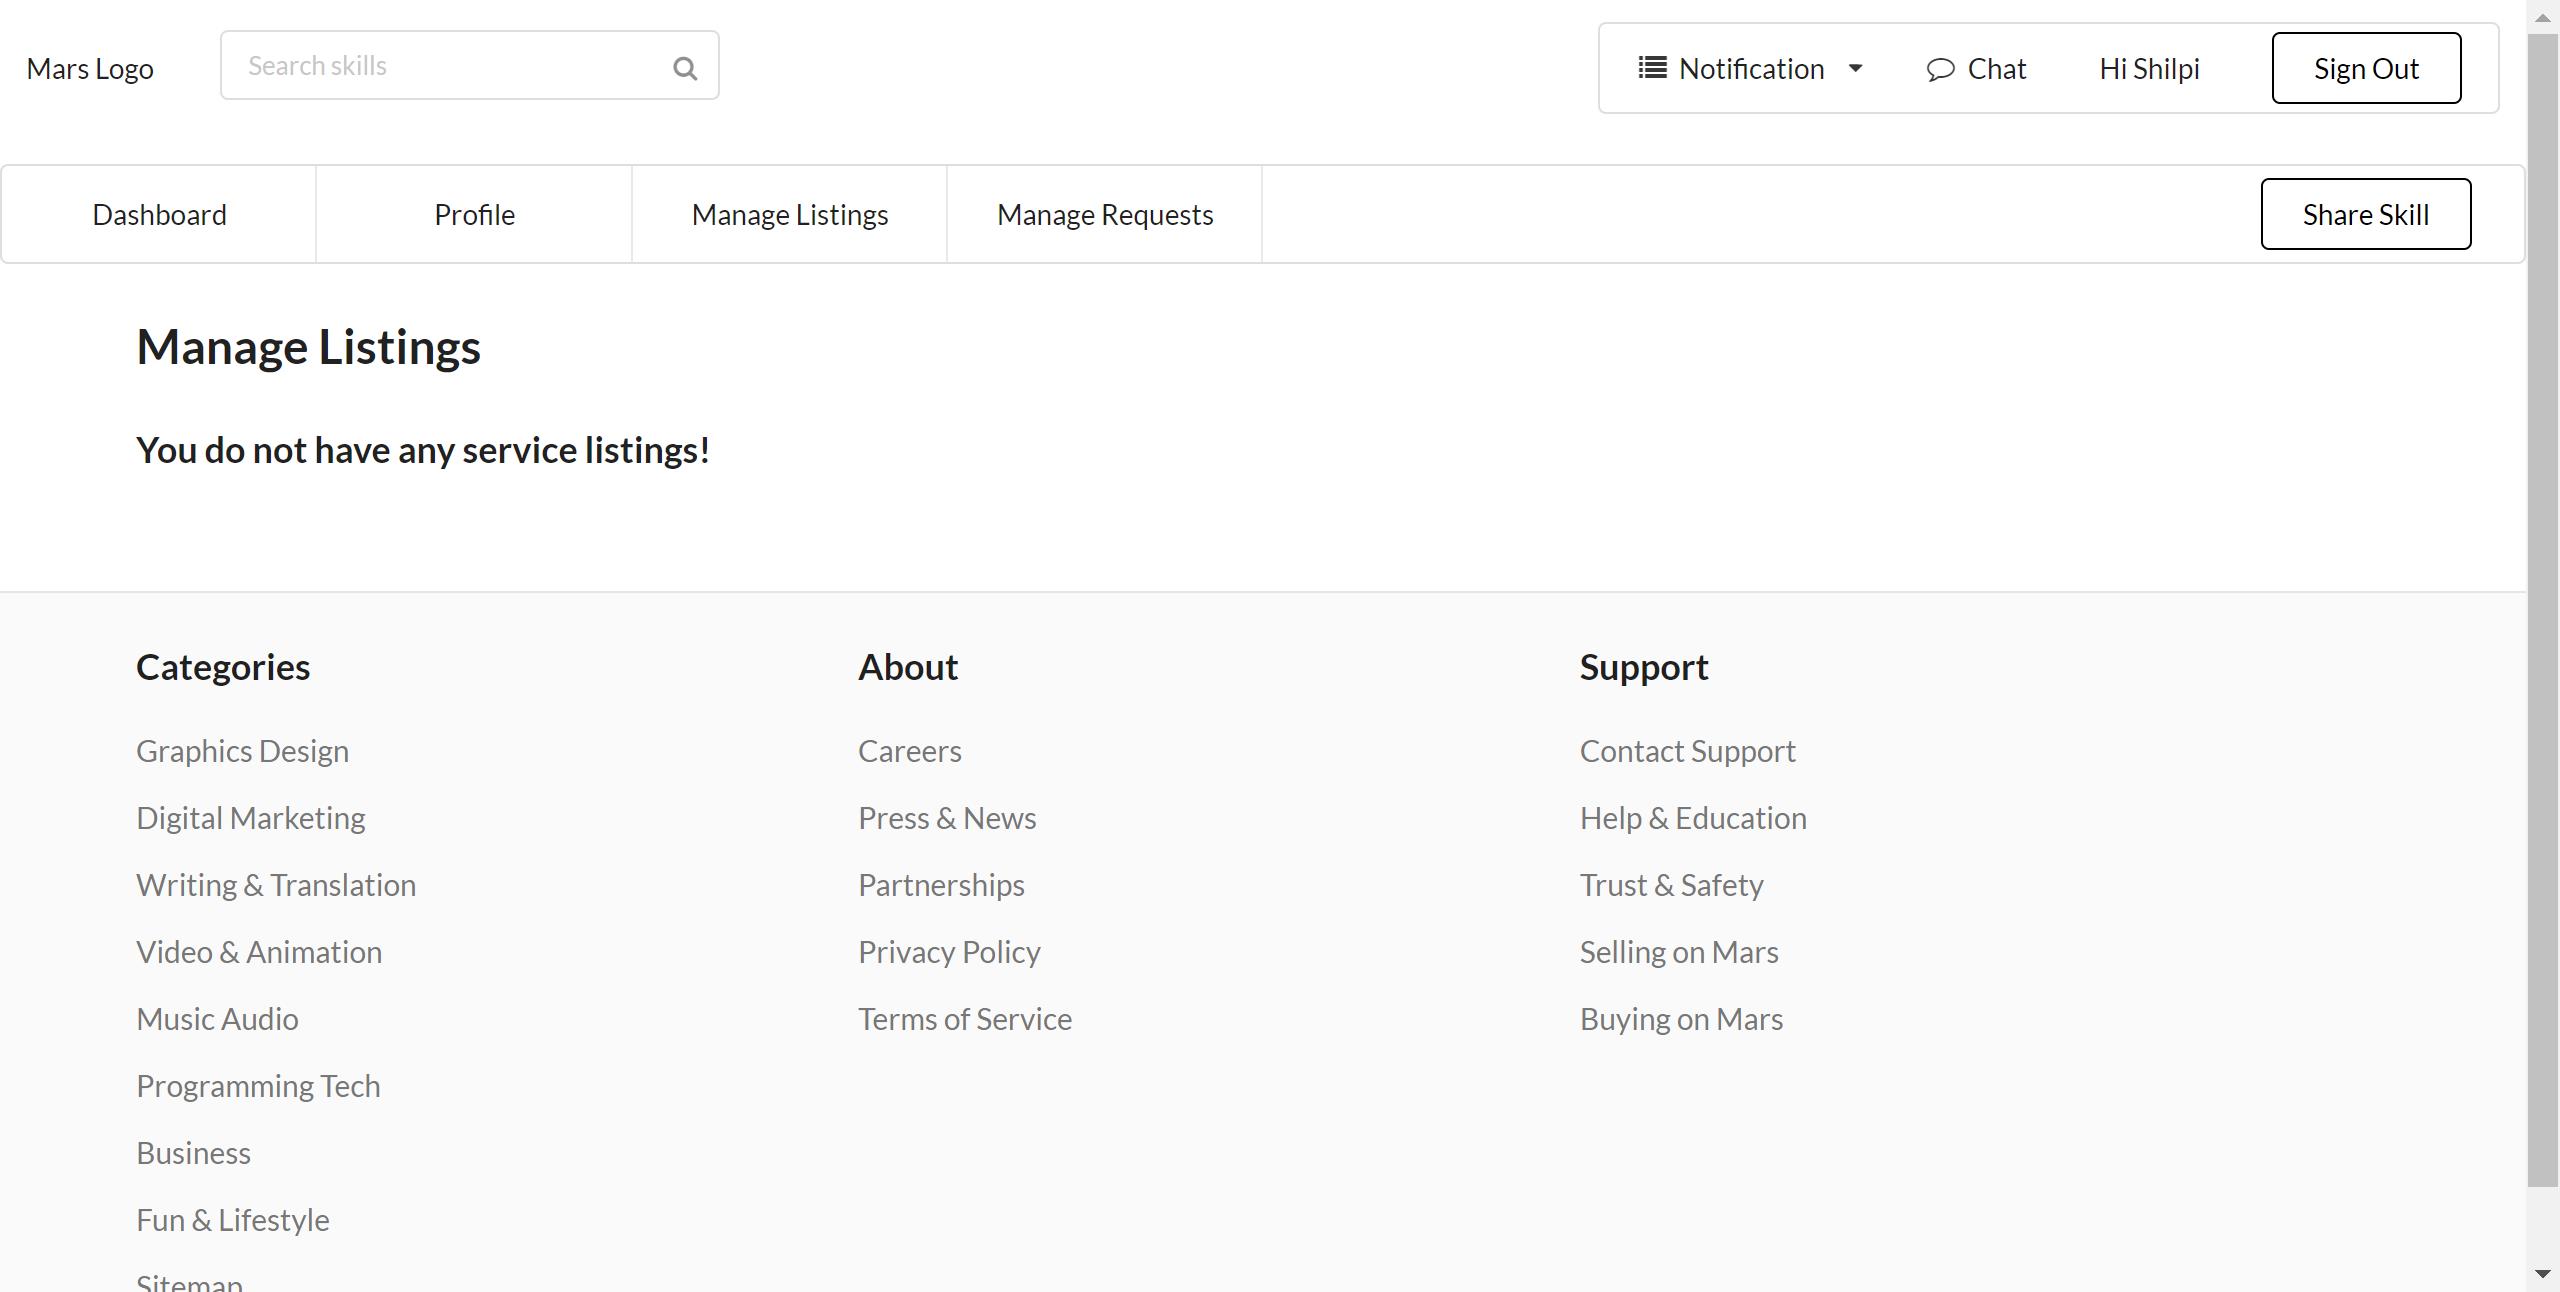 Mars Logo
Search skills
Notification
Chat
Hi Shilpi
Sign Out
Dashboard
Profile
Manage Listings
Manage Requests
Share Skill
Manage Listings
You do not have any service listings!
Categories
Graphics Design
Digital Marketing
Writing & Translation
Video & Animation
Music Audio
Programming Tech
Business
Fun & Lifestyle
Sitemap
About
Careers
Press & News
Partnerships
Privacy Policy
Terms of Service
Support
Contact Support
Help & Education
Trust & Safety
Selling on Mars
Buying on Mars